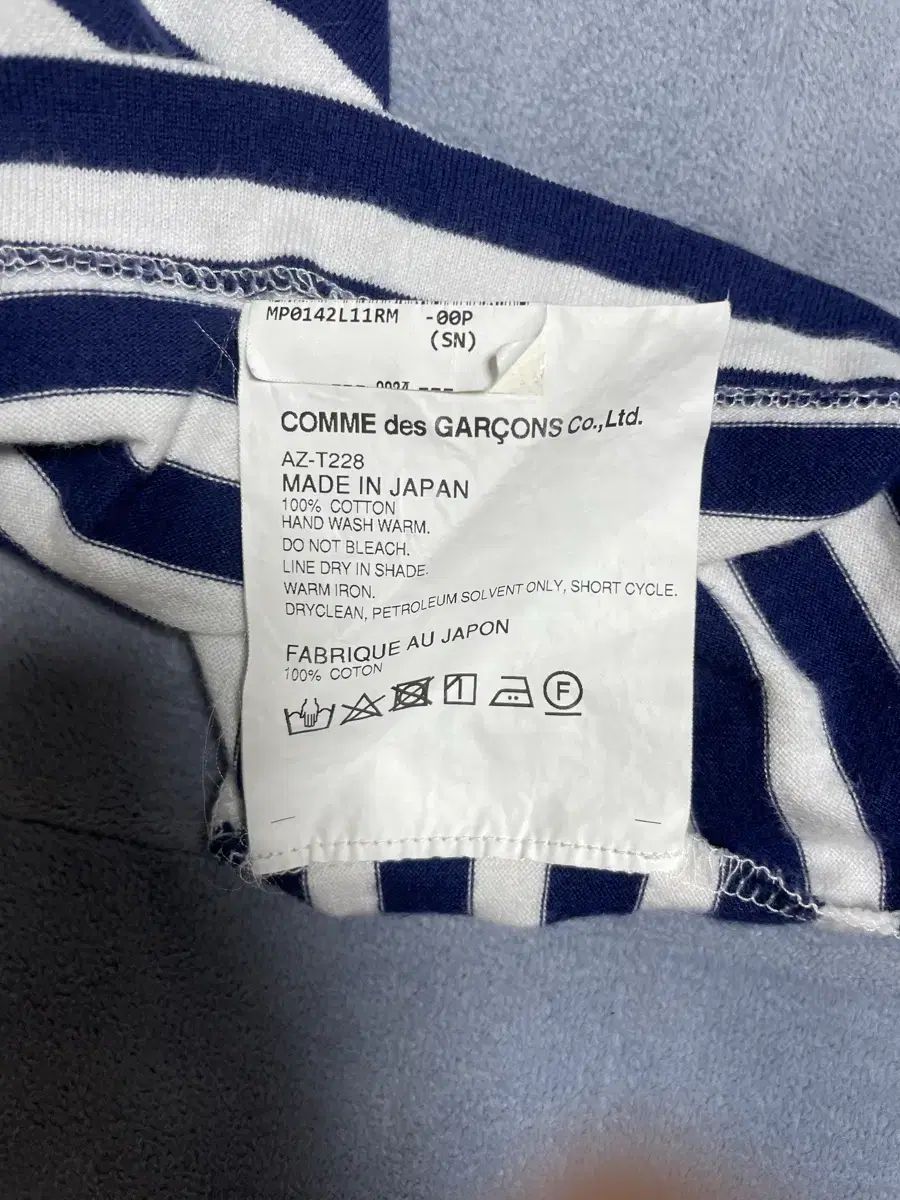 MP0142L11RM -00P
(SN)
COMME des GARÇONS Co.,Ltd.
AZ-T228
MADE IN JAPAN
100% COTTON
HAND WASH WARM.
DO NOT BLEACH.
LINE DRY IN SHADE.
WARM IRON.
DRYCLEAN, PETROLEUM SOLVENT ONLY, SHORT CYCLE.
FABRIQUE AU JAPON
100% COTON
F